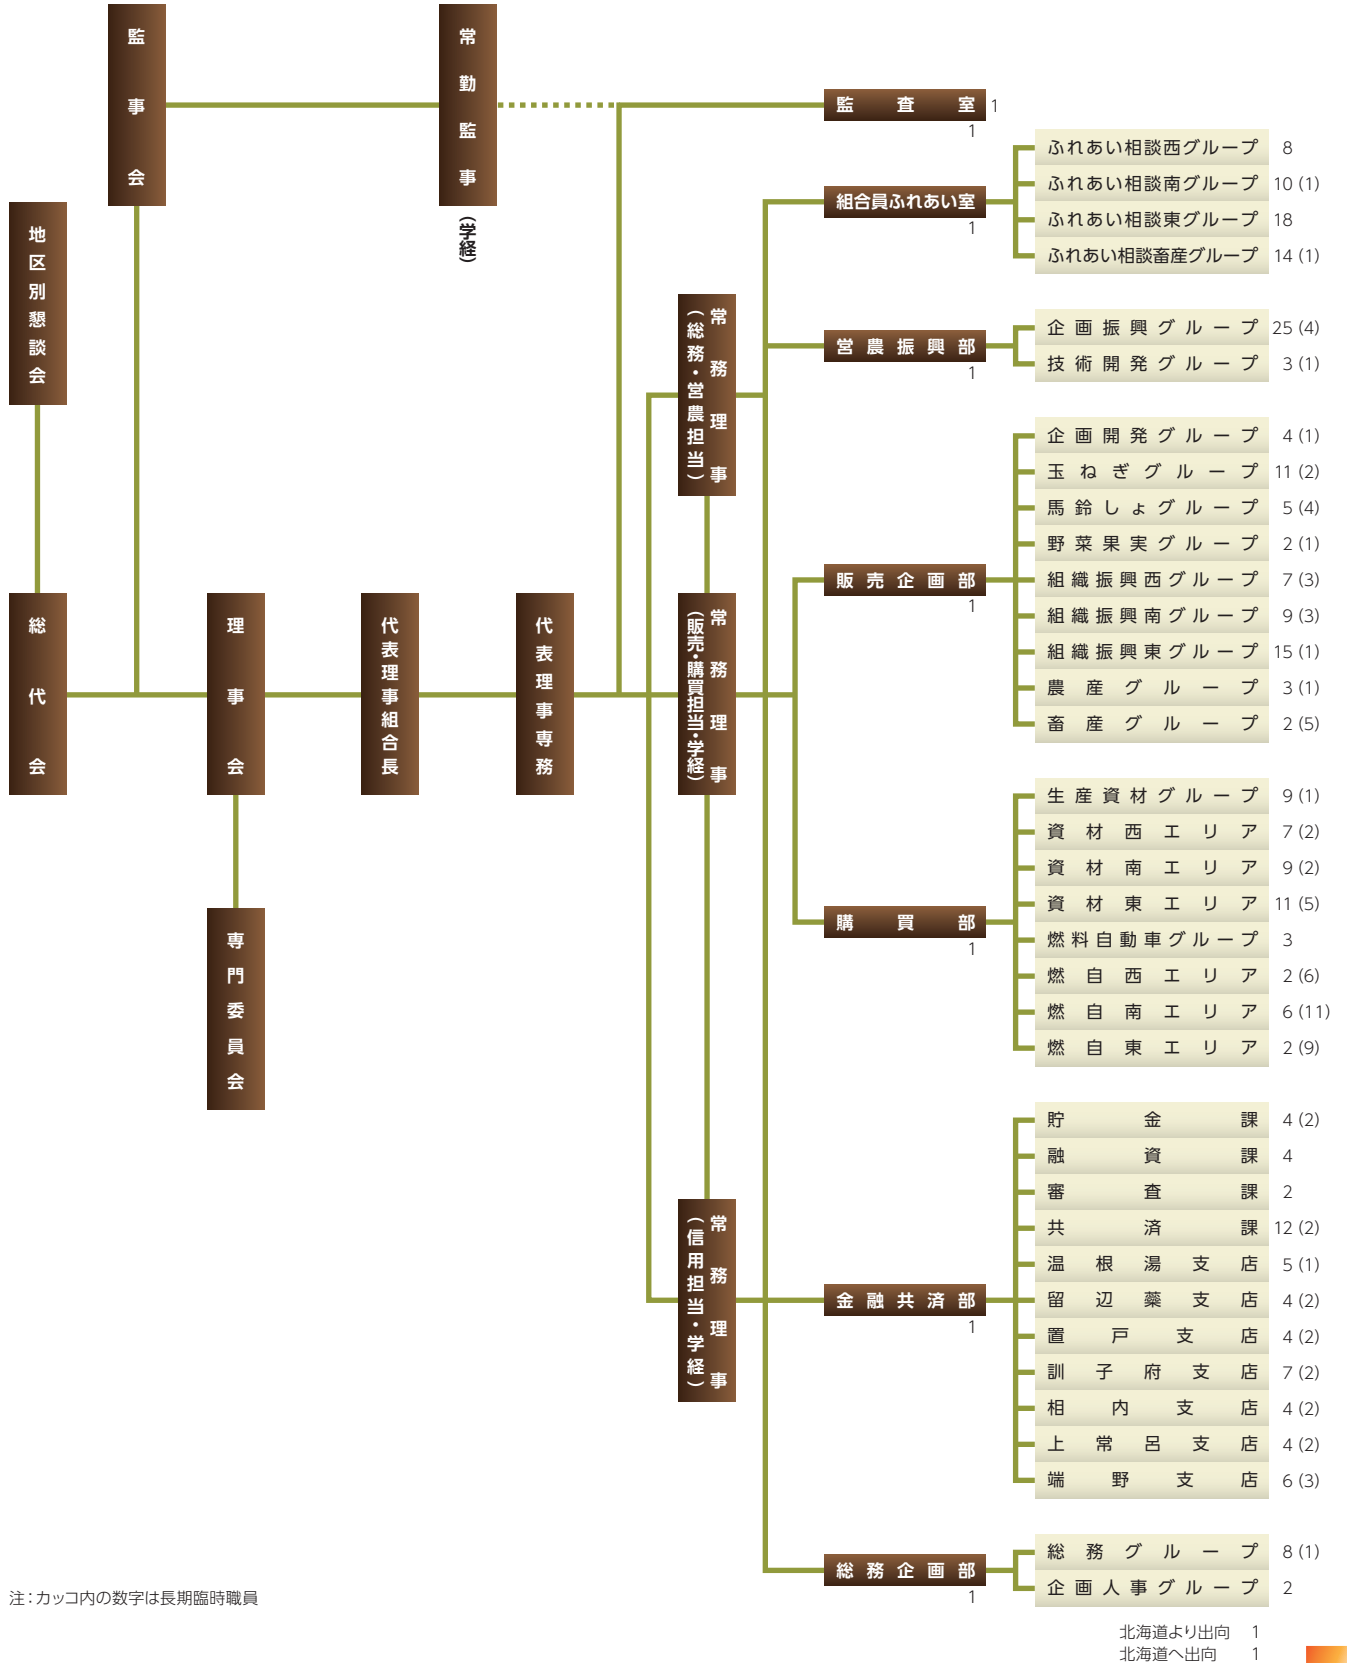 監事会
常勤監事
（学経）
地区別懇談会
総代会
理事会
専門委員会
代表理事組合長
代表理事専務
常務理事
（総務・営農担当）
常務理事
（販売・購買担当・学経）
常務理事
（信用担当・学経）
監査室 1
1
組合員ふれあい室
1
ふれあい相談西グループ 8
ふれあい相談南グループ 10 (1)
ふれあい相談東グループ 18
ふれあい相談畜産グループ 14 (1)
営農振興部
1
企画振興グループ 25 (4)
技術開発グループ 3 (1)
販売企画部
1
企画開発グループ 4 (1)
玉ねぎグループ 11 (2)
馬鈴しょグループ 5 (4)
野菜果実グループ 2 (1)
組織振興西グループ 7 (3)
組織振興南グループ 9 (3)
組織振興東グループ 15 (1)
農産グループ 3 (1)
畜産グループ 2 (5)
購買部
1
生産資材グループ 9 (1)
資材西エリア 7 (2)
資材南エリア 9 (2)
資材東エリア 11 (5)
燃料自動車グループ 3
燃自西エリア 2 (6)
燃自南エリア 6 (11)
燃自東エリア 2 (9)
金融共済部
1
貯金課 4 (2)
融資課 4
審査課 2
共済課 12 (2)
温根湯支店 5 (1)
留辺蘂支店 4 (2)
置戸支店 4 (2)
訓子府支店 7 (2)
相内支店 4 (2)
上常呂支店 4 (2)
端野支店 6 (3)
総務企画部
1
総務グループ 8 (1)
企画人事グループ 2
北海道より出向 1
北海道へ出向 1
注：カッコ内の数字は長期臨時職員